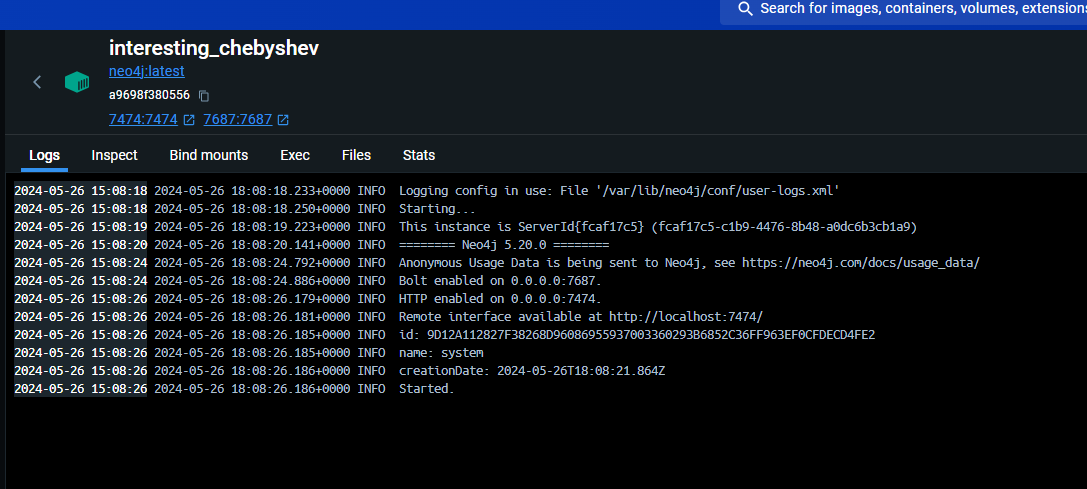 Search for images, containers, volumes, extensions
interesting_chebyshev
neo4j:latest
a9698f380556
7474:7474 7687:7687
Logs Inspect Bind mounts Exec Files Stats
2024-05-26 15:08:18 2024-05-26 18:08:18.233+0000 INFO Logging config in use: File '/var/lib/neo4j/conf/user-logs.xml'
2024-05-26 15:08:18 2024-05-26 18:08:18.250+0000 INFO Starting...
2024-05-26 15:08:19 2024-05-26 18:08:19.223+0000 INFO This instance is ServerId{fcaf17c5} (fcaf17c5-c1b9-4476-8b48-a0dc6b3cb1a9)
2024-05-26 15:08:20 2024-05-26 18:08:20.141+0000 INFO ======== Neo4j 5.20.0 ========
2024-05-26 15:08:24 2024-05-26 18:08:24.792+0000 INFO Anonymous Usage Data is being sent to Neo4j, see https://neo4j.com/docs/usage_data/
2024-05-26 15:08:24 2024-05-26 18:08:24.886+0000 INFO Bolt enabled on 0.0.0.0:7687.
2024-05-26 15:08:26 2024-05-26 18:08:26.179+0000 INFO HTTP enabled on 0.0.0.0:7474.
2024-05-26 15:08:26 2024-05-26 18:08:26.181+0000 INFO Remote interface available at http://localhost:7474/
2024-05-26 15:08:26 2024-05-26 18:08:26.185+0000 INFO id: 9D12A112827F38268D96086955937003360293B6852C36FF963EF0CFDECD4FE2
2024-05-26 15:08:26 2024-05-26 18:08:26.185+0000 INFO name: system
2024-05-26 15:08:26 2024-05-26 18:08:26.186+0000 INFO creationDate: 2024-05-26T18:08:21.864Z
2024-05-26 15:08:26 2024-05-26 18:08:26.186+0000 INFO Started.